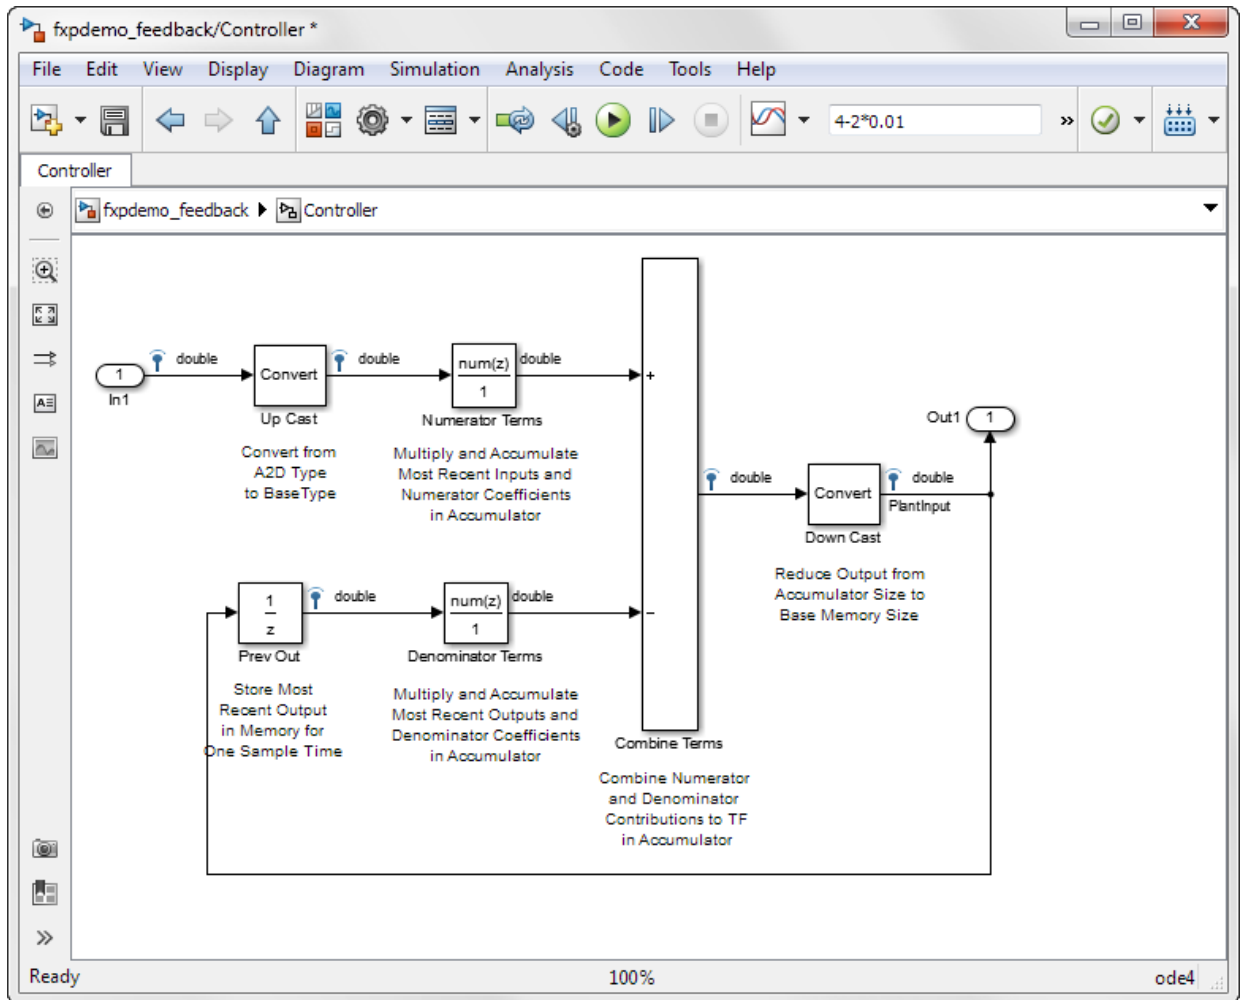 fxpdemo_feedback/Controller *
File Edit View Display Diagram Simulation Analysis Code Tools Help
4-2*0.01
»
Controller
fxpdemo_feedback Controller
1
In1
double
Convert
Up Cast
Convert from
A2D Type
to BaseType
double
num(z)
1
Numerator Terms
Multiply and Accumulate
Most Recent Inputs and
Numerator Coefficients
in Accumulator
double
+
1
z
Prev Out
Store Most
Recent Output
in Memory for
One Sample Time
double
num(z)
1
Denominator Terms
Multiply and Accumulate
Most Recent Outputs and
Denominator Coefficients
in Accumulator
double
−
Combine Terms
Combine Numerator
and Denominator
Contributions to TF
in Accumulator
double
Convert
Down Cast
Reduce Output from
Accumulator Size to
Base Memory Size
double
PlantInput
Out1 1
»
Ready 100% ode4